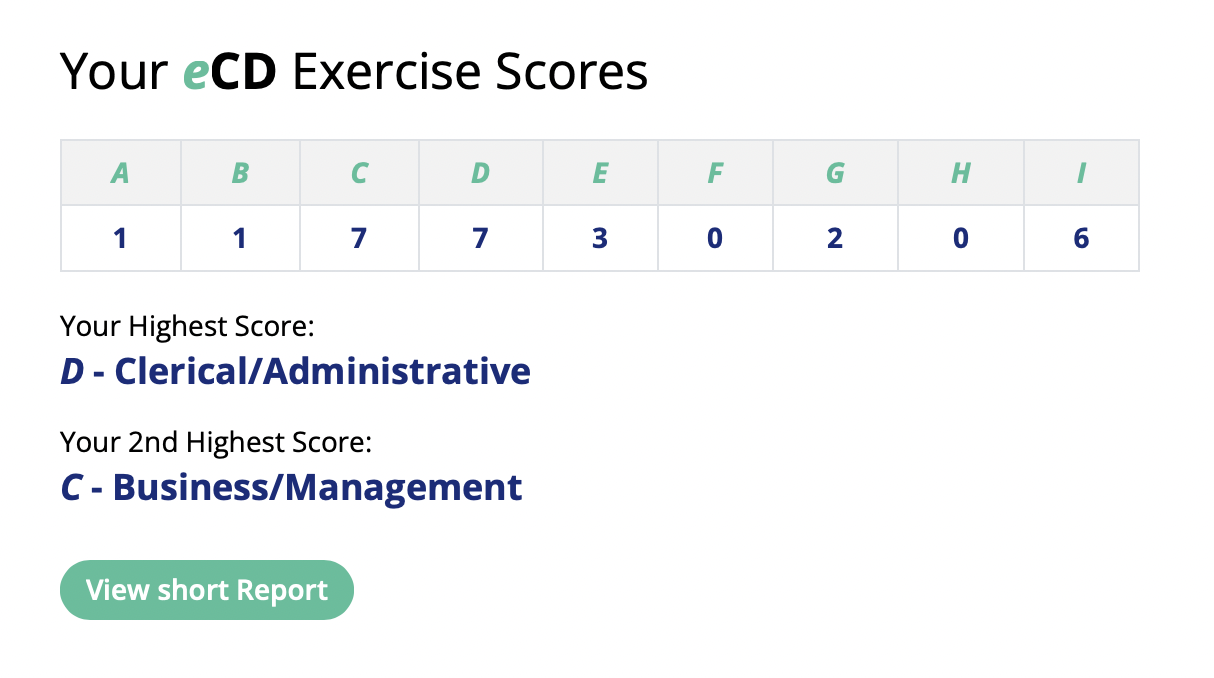 Your eCD Exercise Scores
A B C D E F G H I
1 1 7 7 3 0 2 0 6
Your Highest Score:
D - Clerical/Administrative
Your 2nd Highest Score:
C - Business/Management
View short Report